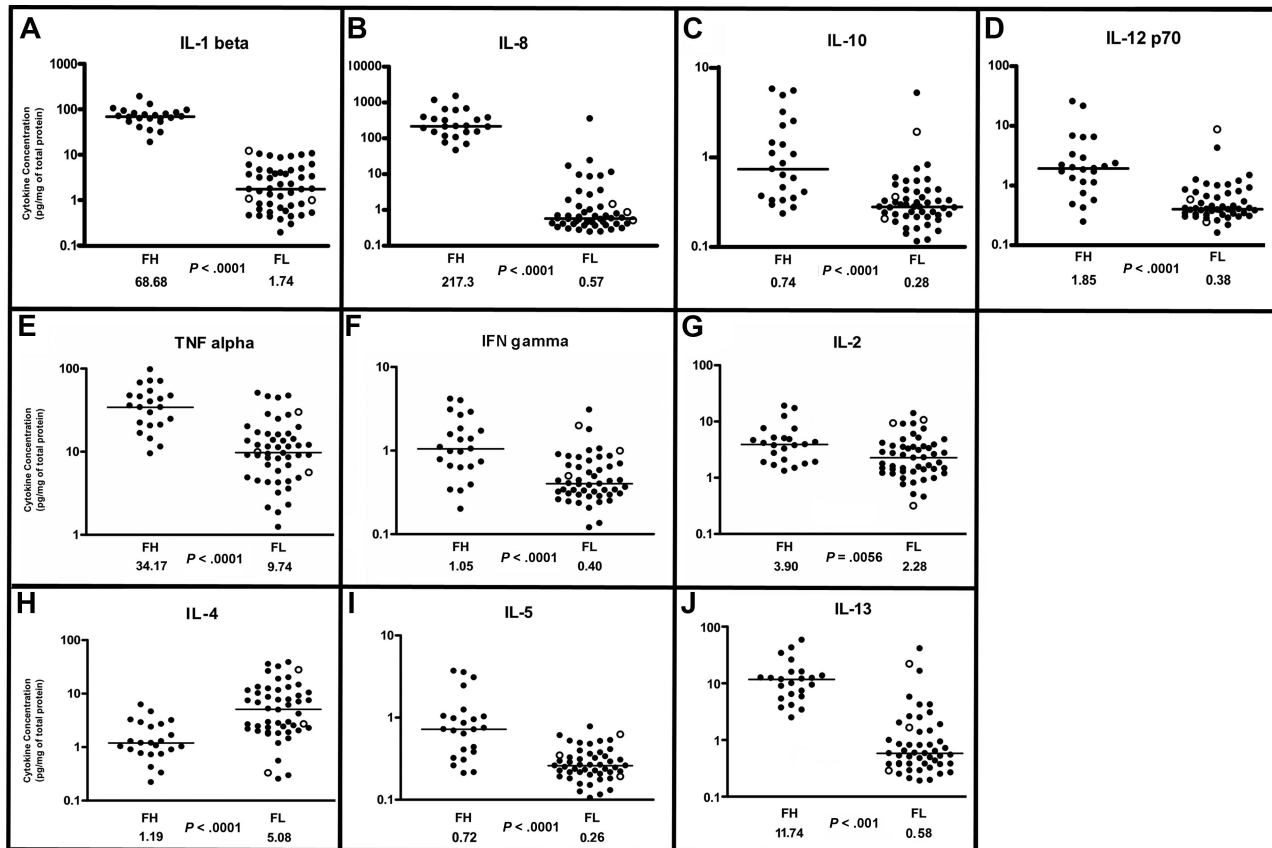 A
IL-1 beta
Cytokine Concentration
(pg/mg of total protein)
1000
100
10
1
0.1
FH
P < .0001
FL
68.68
1.74
B
IL-8
10000
1000
100
10
1
0.1
FH
P < .0001
FL
217.3
0.57
C
IL-10
10
1
0.1
FH
P < .0001
FL
0.74
0.28
D
IL-12 p70
100
10
1
0.1
FH
P < .0001
FL
1.85
0.38
E
TNF alpha
Cytokine Concentration
(pg/mg of total protein)
100
10
1
FH
P < .0001
FL
34.17
9.74
F
IFN gamma
10
1
0.1
FH
P < .0001
FL
1.05
0.40
G
IL-2
100
10
1
0.1
FH
P = .0056
FL
3.90
2.28
H
IL-4
Cytokine Concentration
(pg/mg of total protein)
100
10
1
0.1
FH
P < .0001
FL
1.19
5.08
I
IL-5
10
1
0.1
FH
P < .0001
FL
0.72
0.26
J
IL-13
100
10
1
0.1
FH
P < .001
FL
11.74
0.58